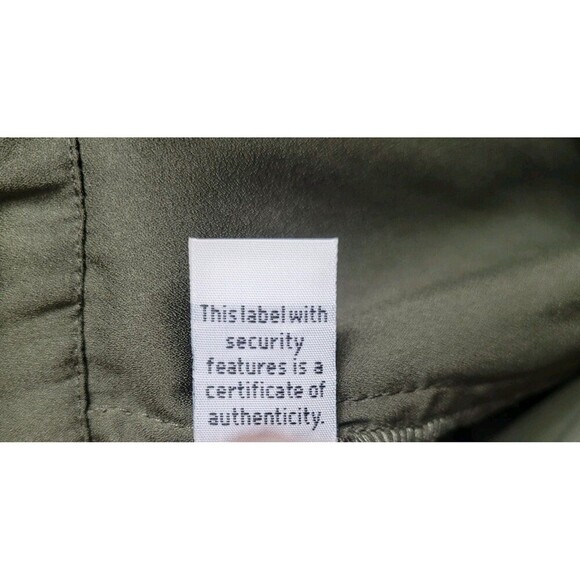 This label with
security
features is a
certificate of
authenticity.